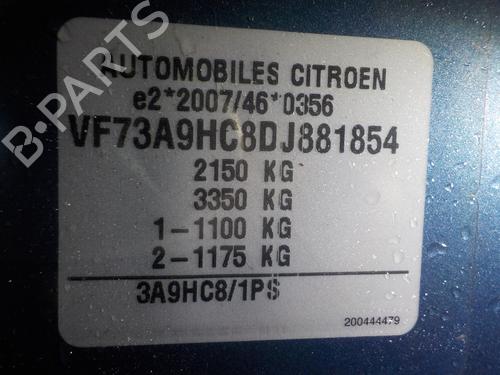 AUTOMOBILES CITROEN
e2*2007/46*0356
VF73A9HC8DJ881854
2150 KG
3350 KG
1-1100 KG
2-1175 KG
3A9HC8/1PS
200444479
B-PARTS